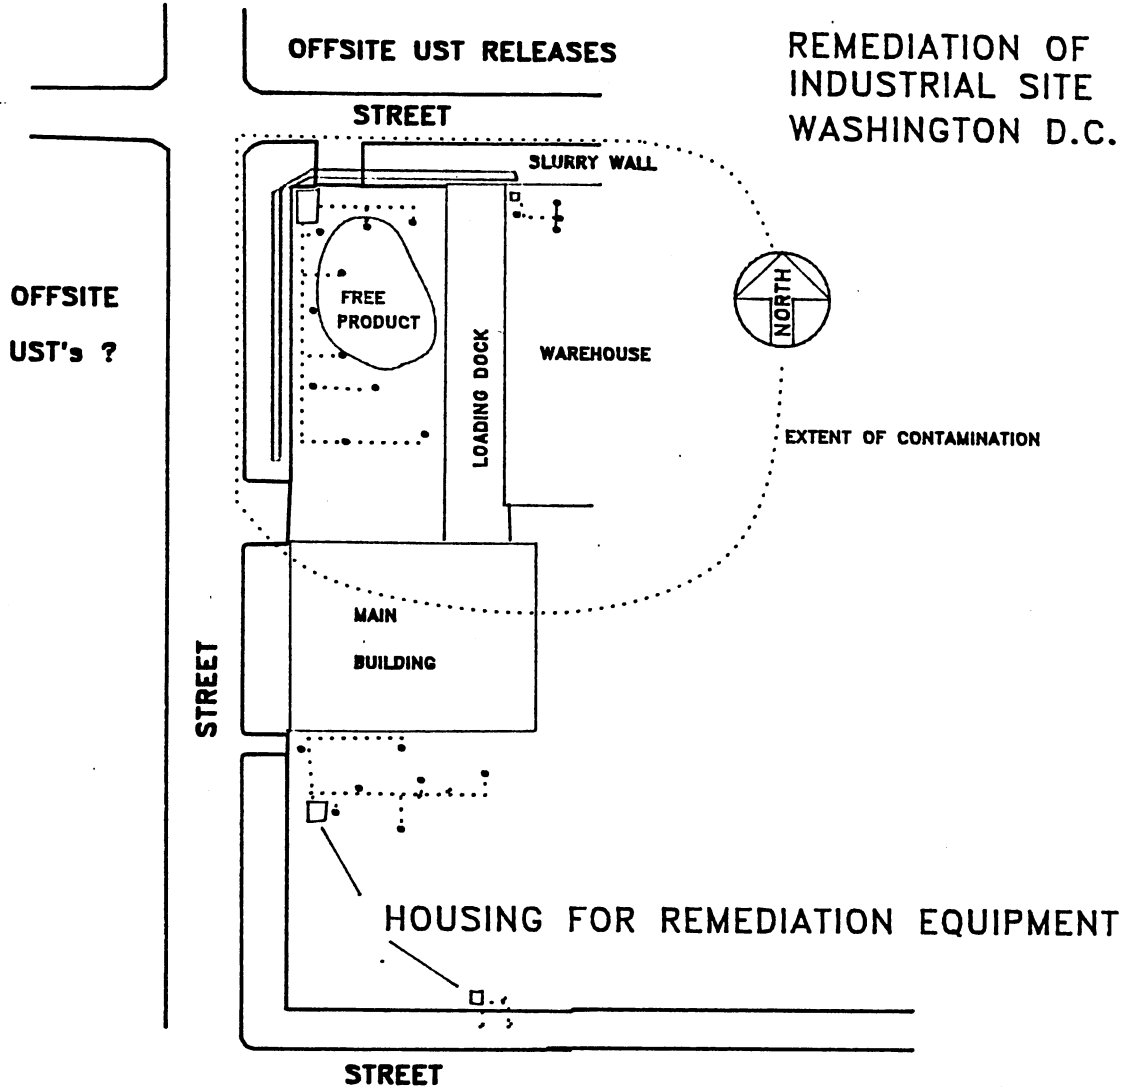 OFFSITE UST RELEASES
REMEDIATION OF
INDUSTRIAL SITE
WASHINGTON D.C.
STREET
SLURRY WALL
NORTH
OFFSITE
UST's ?
FREE
PRODUCT
LOADING DOCK
WAREHOUSE
EXTENT OF CONTAMINATION
MAIN
BUILDING
STREET
HOUSING FOR REMEDIATION EQUIPMENT
STREET